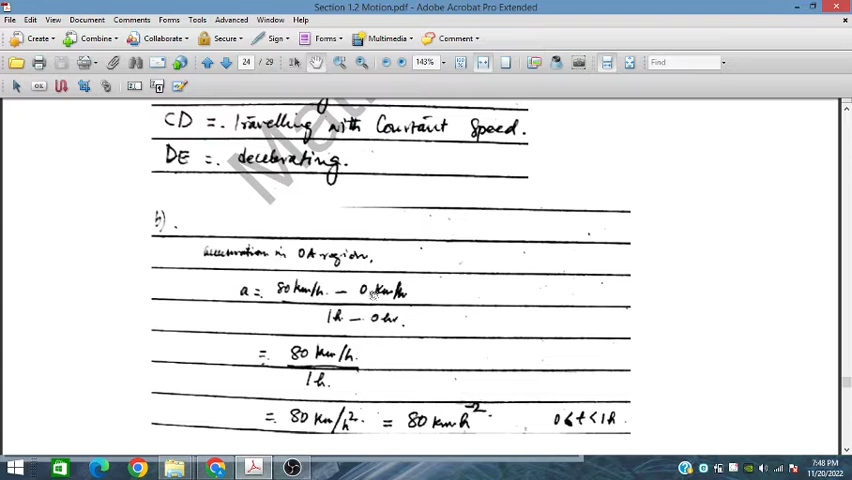 Section 1.2 Motion.pdf - Adobe Acrobat Pro Extended
File Edit View Document Comments Forms Tools Advanced Window Help
Create Combine Collaborate Secure Sign Forms Multimedia Comment
24 / 29 143% Find
CD =. travelling with Constant Speed.
DE =. decelerating.
b).
acceleration in OA region.
a = 80 km/h. - 0 km/h
1h - 0hr.
= 80 km/h.
1h.
= 80 km/h². = 80 kmh⁻². 0<t<1h.
7:48 PM
11/20/2022